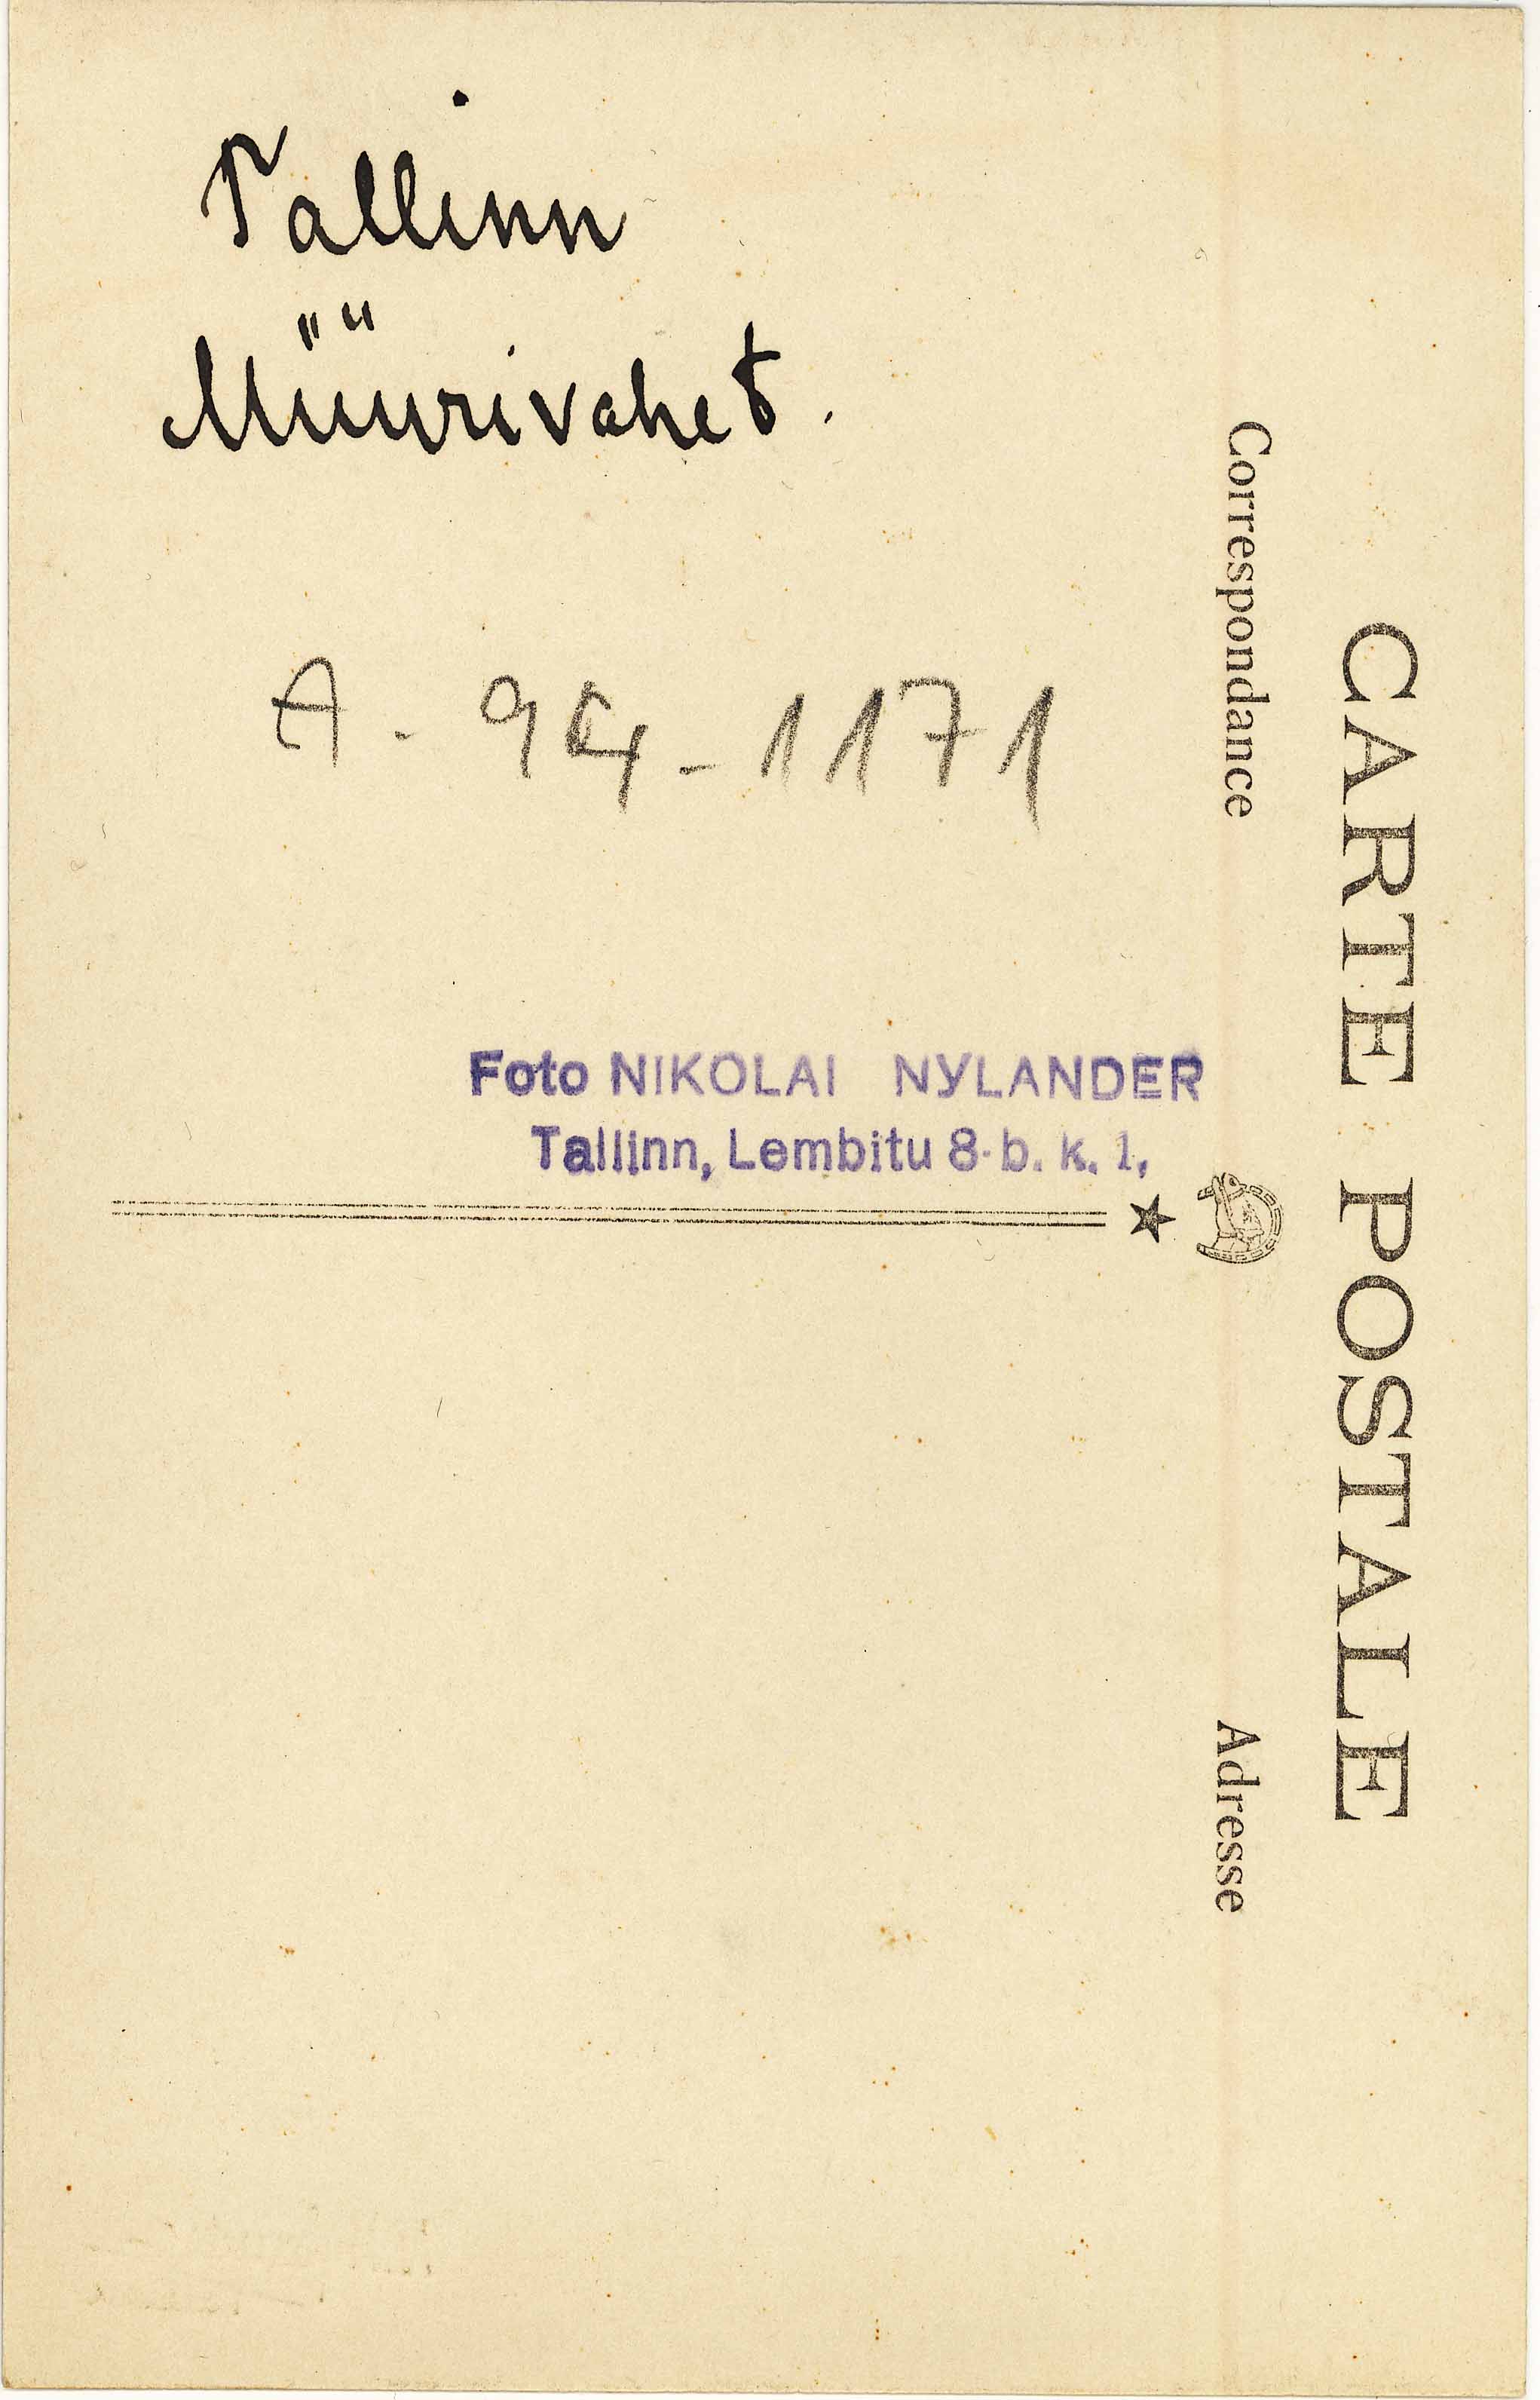 Tallinn
Müürivahet.
A - 94 - 1171
Foto NIKOLAI NYLANDER
Tallinn, Lembitu 8-b. k. 1,
CARTE POSTALE
Correspondance
Adresse